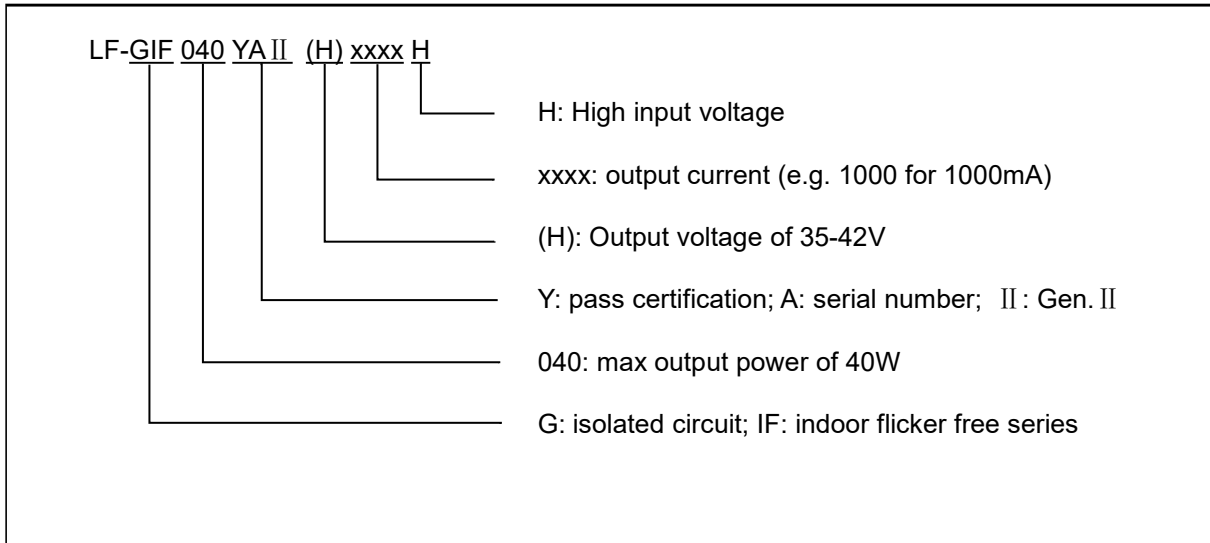 LF-GIF 040 YAⅡ (H) xxxx H
H: High input voltage
xxxx: output current (e.g. 1000 for 1000mA)
(H): Output voltage of 35-42V
Y: pass certification; A: serial number; Ⅱ: Gen.Ⅱ
040: max output power of 40W
G: isolated circuit; IF: indoor flicker free series